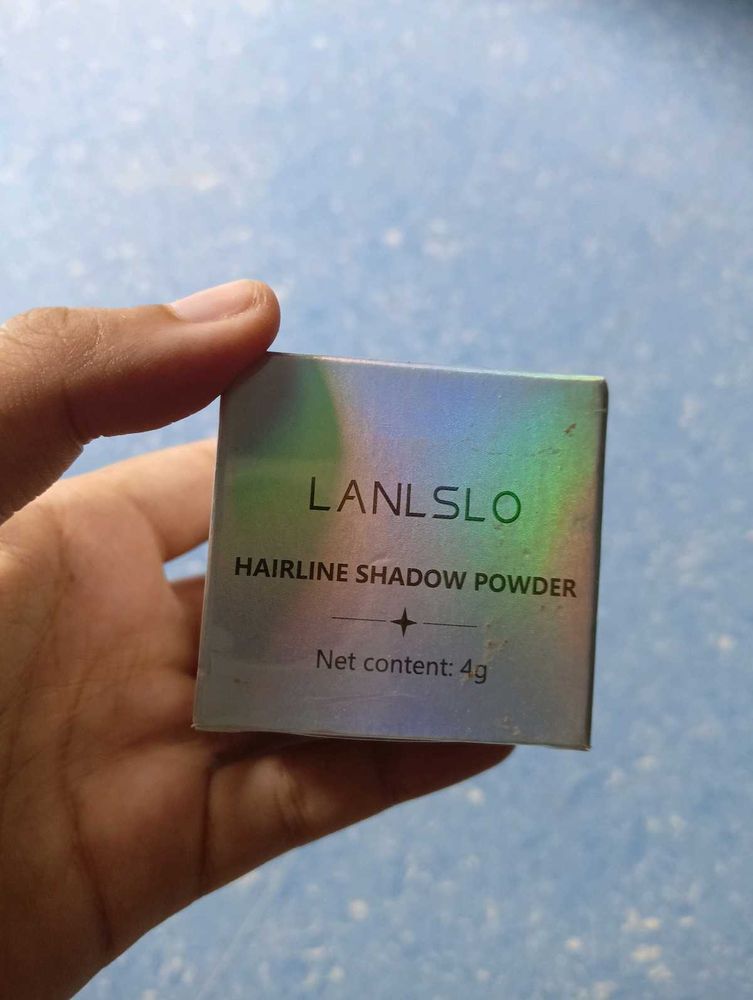 LANLSLO
HAIRLINE SHADOW POWDER
Net content: 4g